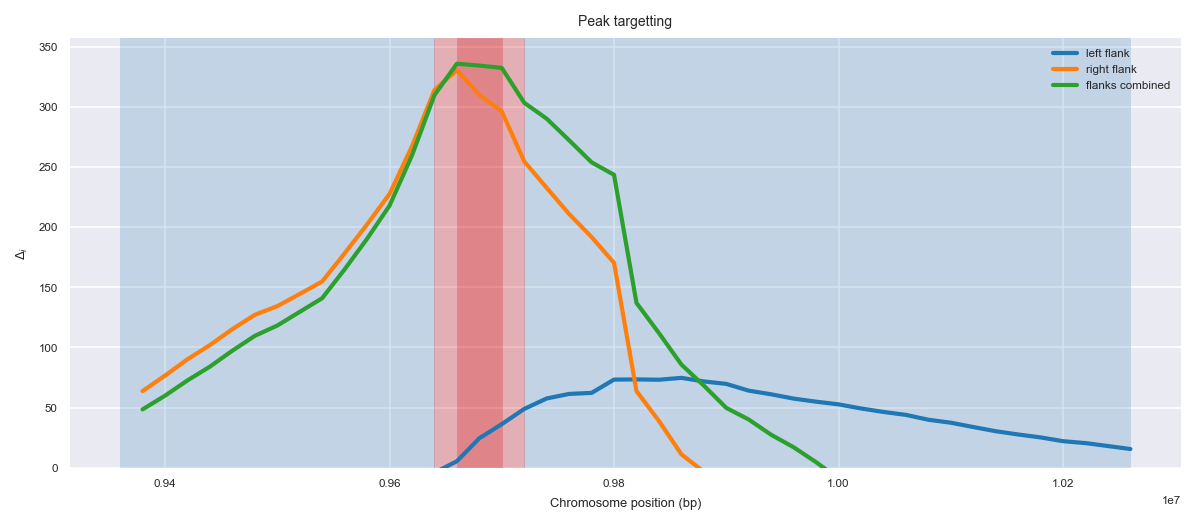 Peak targetting
350
300
250
200
150
100
50
0
Δᵢ
left flank
right flank
flanks combined
0.94 0.96 0.98 1.00 1.02
1e7
Chromosome position (bp)